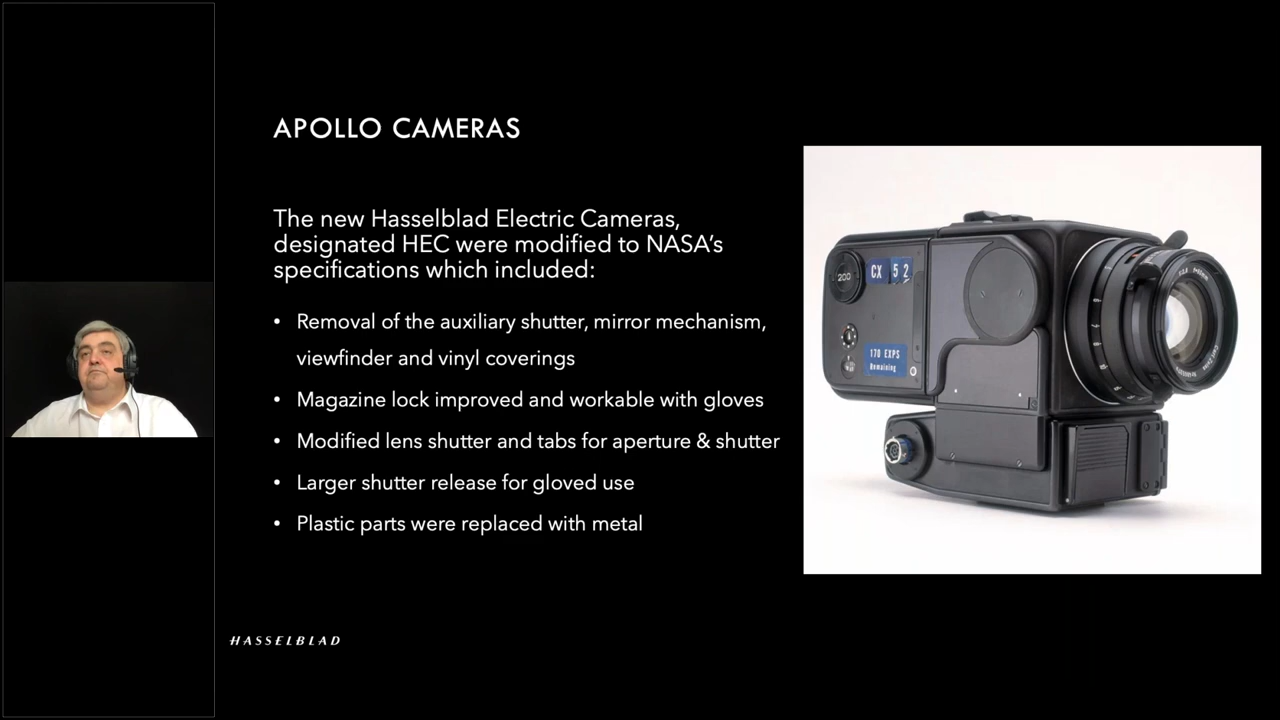 APOLLO CAMERAS
The new Hasselblad Electric Cameras,
designated HEC were modified to NASA's
specifications which included:
• Removal of the auxiliary shutter, mirror mechanism,
viewfinder and vinyl coverings
• Magazine lock improved and workable with gloves
• Modified lens shutter and tabs for aperture & shutter
• Larger shutter release for gloved use
• Plastic parts were replaced with metal
200
CX 52
170 EXPS
Remaining
HASSELBLAD